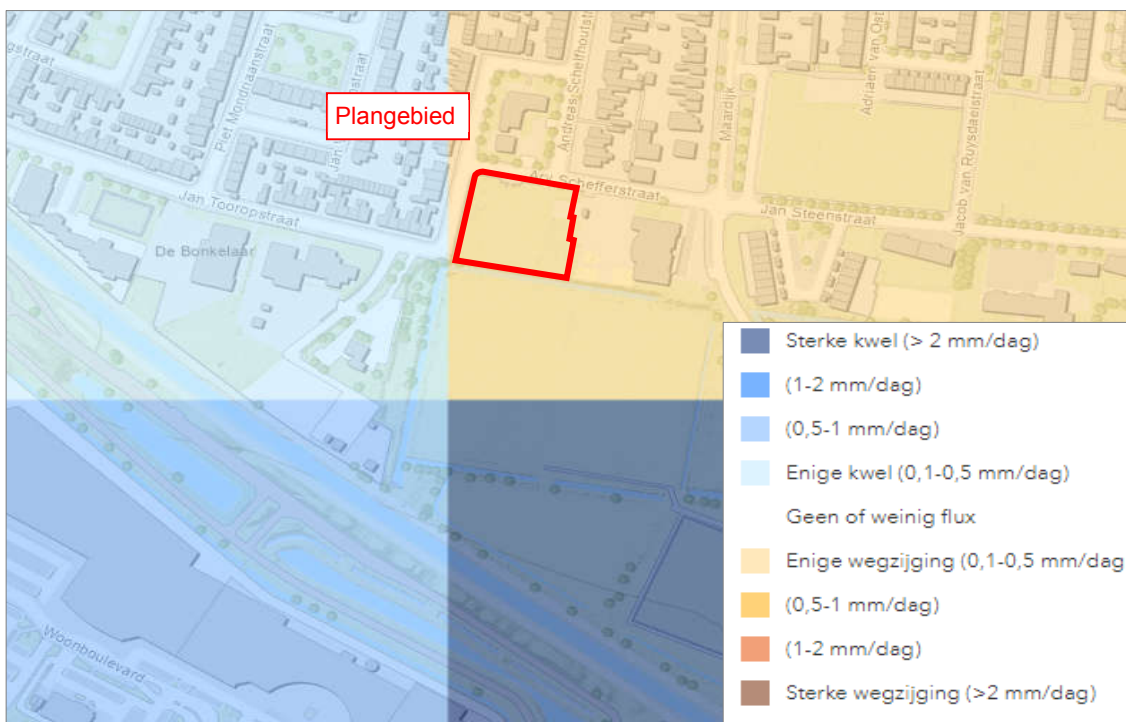 gstraat
Piet Mondriaanstraat
Plangebied
Andreas Schelfhoutstr
Maardijk
Adriaen van Ost
Jacob van Ruysdaelstraat
Ary Schefferstraat
Jan Tooropstraat
Jan Steenstraat
De Bonkelaar
Woonboulevard
Sterke kwel (> 2 mm/dag)
(1-2 mm/dag)
(0,5-1 mm/dag)
Enige kwel (0,1-0,5 mm/dag)
Geen of weinig flux
Enige wegzijging (0,1-0,5 mm/dag
(0,5-1 mm/dag)
(1-2 mm/dag)
Sterke wegzijging (>2 mm/dag)